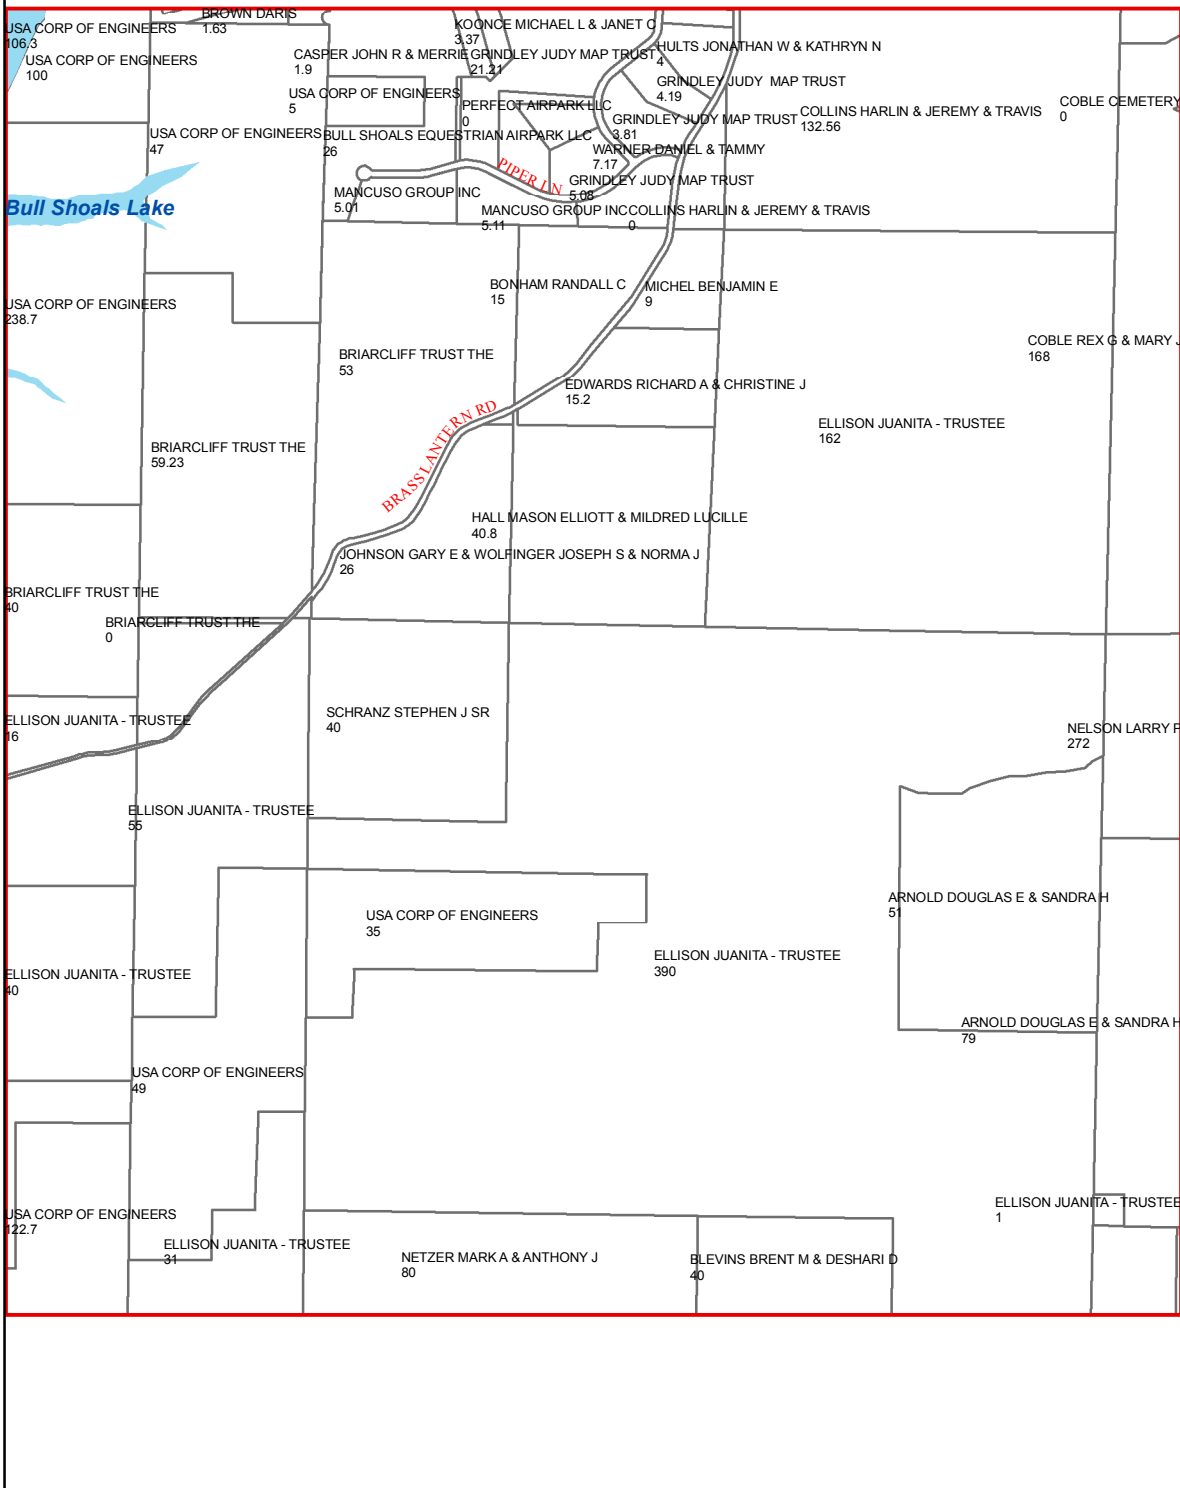 BROWN DARIS
1.63
USA CORP OF ENGINEERS
106.3
USA CORP OF ENGINEERS
100
KOONCE MICHAEL L & JANET C
3.37
CASPER JOHN R & MERRIE
1.9
GRINDLEY JUDY MAP TRUST
21.21
HULTS JONATHAN W & KATHRYN N
4
GRINDLEY JUDY MAP TRUST
4.19
USA CORP OF ENGINEERS
5
PERFECT AIRPARK LLC
0
GRINDLEY JUDY MAP TRUST
3.81
COLLINS HARLIN & JEREMY & TRAVIS
132.56
COBLE CEMETERY
0
USA CORP OF ENGINEERS
47
BULL SHOALS EQUESTRIAN AIRPARK LLC
26
WARNER DANIEL & TAMMY
7.17
PIPER LN
GRINDLEY JUDY MAP TRUST
5.08
MANCUSO GROUP INC
5.01
Bull Shoals Lake
MANCUSO GROUP INC
5.11
COLLINS HARLIN & JEREMY & TRAVIS
0
BONHAM RANDALL C
15
MICHEL BENJAMIN E
9
USA CORP OF ENGINEERS
238.7
COBLE REX G & MARY J
168
BRIARCLIFF TRUST THE
53
EDWARDS RICHARD A & CHRISTINE J
15.2
ELLISON JUANITA - TRUSTEE
162
BRASS LANTERN RD
BRIARCLIFF TRUST THE
59.23
HALL MASON ELLIOTT & MILDRED LUCILLE
40.8
JOHNSON GARY E & WOLFINGER JOSEPH S & NORMA J
26
BRIARCLIFF TRUST THE
40
BRIARCLIFF TRUST THE
0
SCHRANZ STEPHEN J SR
40
ELLISON JUANITA - TRUSTEE
16
NELSON LARRY P
272
ELLISON JUANITA - TRUSTEE
55
ARNOLD DOUGLAS E & SANDRA H
51
USA CORP OF ENGINEERS
35
ELLISON JUANITA - TRUSTEE
390
ELLISON JUANITA - TRUSTEE
40
ARNOLD DOUGLAS E & SANDRA H
79
USA CORP OF ENGINEERS
49
ELLISON JUANITA - TRUSTEE
1
USA CORP OF ENGINEERS
122.7
ELLISON JUANITA - TRUSTEE
31
NETZER MARK A & ANTHONY J
80
BLEVINS BRENT M & DESHARI D
40